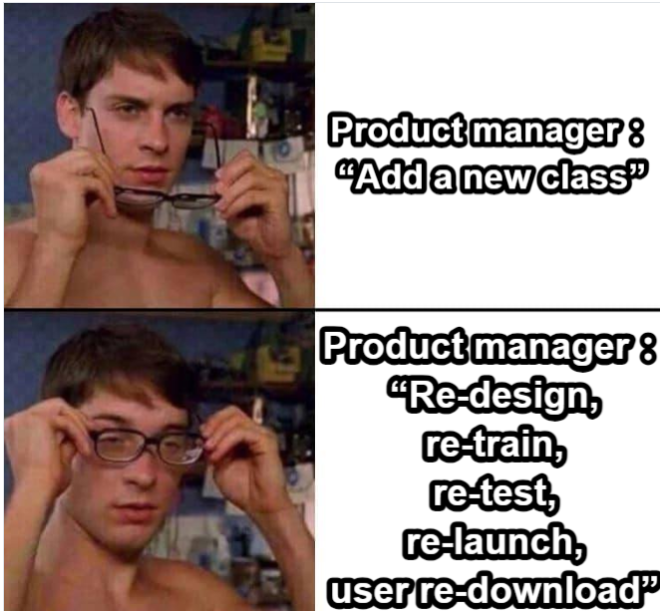 Product manager :
“Add a new class”
Product manager :
“Re-design,
re-train,
re-test,
re-launch,
user re-download”